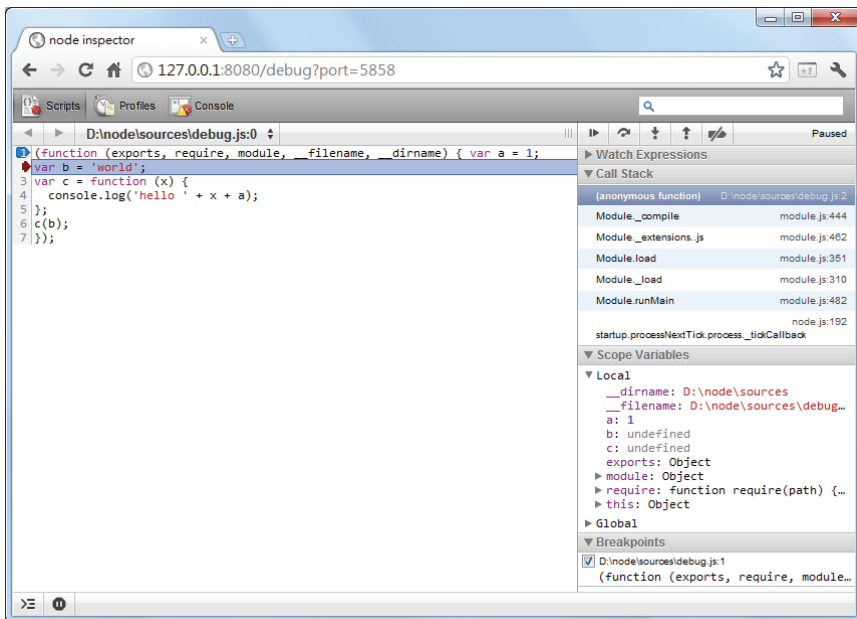 node inspector
127.0.0.1:8080/debug?port=5858
+1
Scripts Profiles Console
D:\node\sources\debug.js:0
Paused
1 (function (exports, require, module, __filename, __dirname) { var a = 1;
var b = 'world';
3 var c = function (x) {
4 console.log('hello ' + x + a);
5 };
6 c(b);
7 });
Watch Expressions
Call Stack
(anonymous function) D:\node\sources\debug.js:2
Module._compile module.js:444
Module._extensions..js module.js:462
Module.load module.js:351
Module._load module.js:310
Module.runMain module.js:482
node.js:192
startup.processNextTick.process._tickCallback
Scope Variables
Local
__dirname: D:\node\sources
__filename: D:\node\sources\debug…
a: 1
b: undefined
c: undefined
exports: Object
module: Object
require: function require(path) {…
this: Object
Global
Breakpoints
D:\node\sources\debug.js:1
(function (exports, require, module…